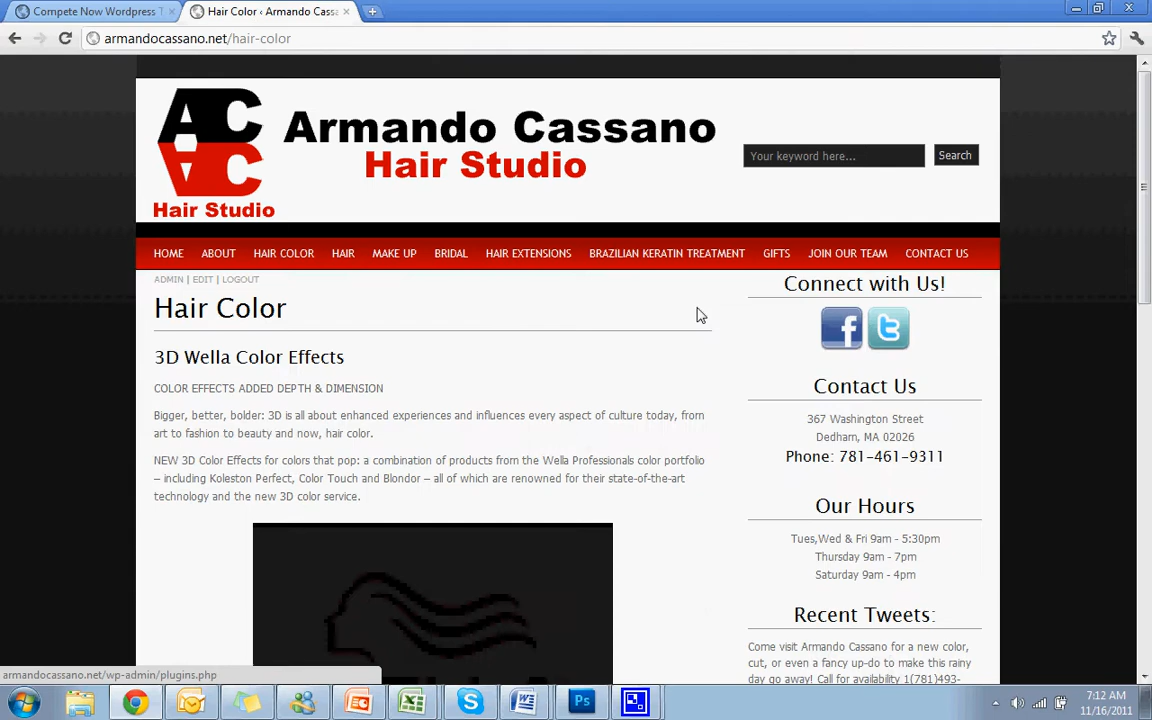 Compete Now Wordpress T
Hair Color ‹ Armando Cassa
armandocassano.net/hair-color
AC
AC
Hair Studio
Armando Cassano
Hair Studio
Your keyword here...
Search
HOME ABOUT HAIR COLOR HAIR MAKE UP BRIDAL HAIR EXTENSIONS BRAZILIAN KERATIN TREATMENT GIFTS JOIN OUR TEAM CONTACT US
ADMIN | EDIT | LOGOUT
Hair Color
3D Wella Color Effects
COLOR EFFECTS ADDED DEPTH & DIMENSION
Bigger, better, bolder: 3D is all about enhanced experiences and influences every aspect of culture today, from
art to fashion to beauty and now, hair color.
NEW 3D Color Effects for colors that pop: a combination of products from the Wella Professionals color portfolio
– including Koleston Perfect, Color Touch and Blondor – all of which are renowned for their state-of-the-art
technology and the new 3D color service.
Connect with Us!
f t
Contact Us
367 Washington Street
Dedham, MA 02026
Phone: 781-461-9311
Our Hours
Tues,Wed & Fri 9am - 5:30pm
Thursday 9am - 7pm
Saturday 9am - 4pm
Recent Tweets:
Come visit Armando Cassano for a new color,
cut, or even a fancy up-do to make this rainy
day go away! Call for availability 1(781)493-
armandocassano.net/wp-admin/plugins.php
Ps
7:12 AM
11/16/2011